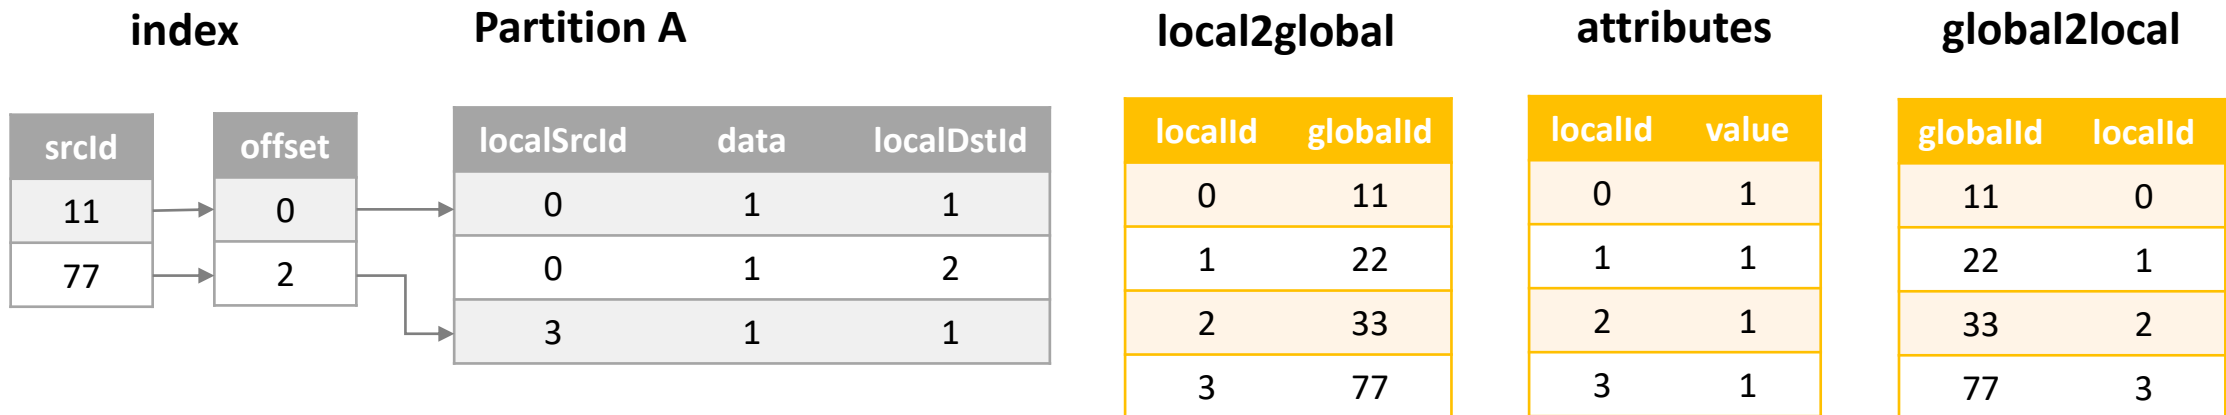 index Partition A local2global attributes global2local
srcId offset localSrcId data localDstId localId globalId localId value globalId localId
11 0 0 1 1 0 11 0 1 11 0
77 2 0 1 2 1 22 1 1 22 1
3 1 1 2 33 2 1 33 2
3 77 3 1 77 3